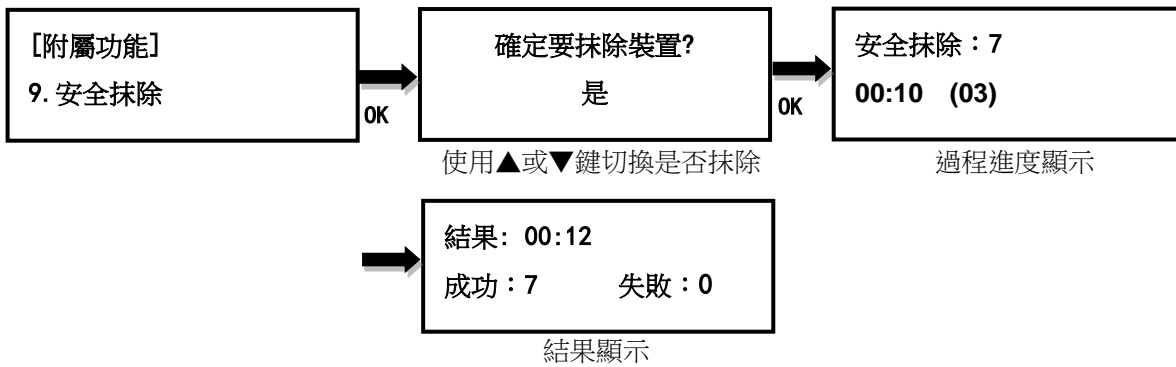 [附屬功能]
9.安全抹除
OK
確定要抹除裝置?
是
使用▲或▼鍵切換是否抹除
OK
安全抹除：7
00:10 (03)
過程進度顯示
結果: 00:12
成功：7 失敗：0
結果顯示